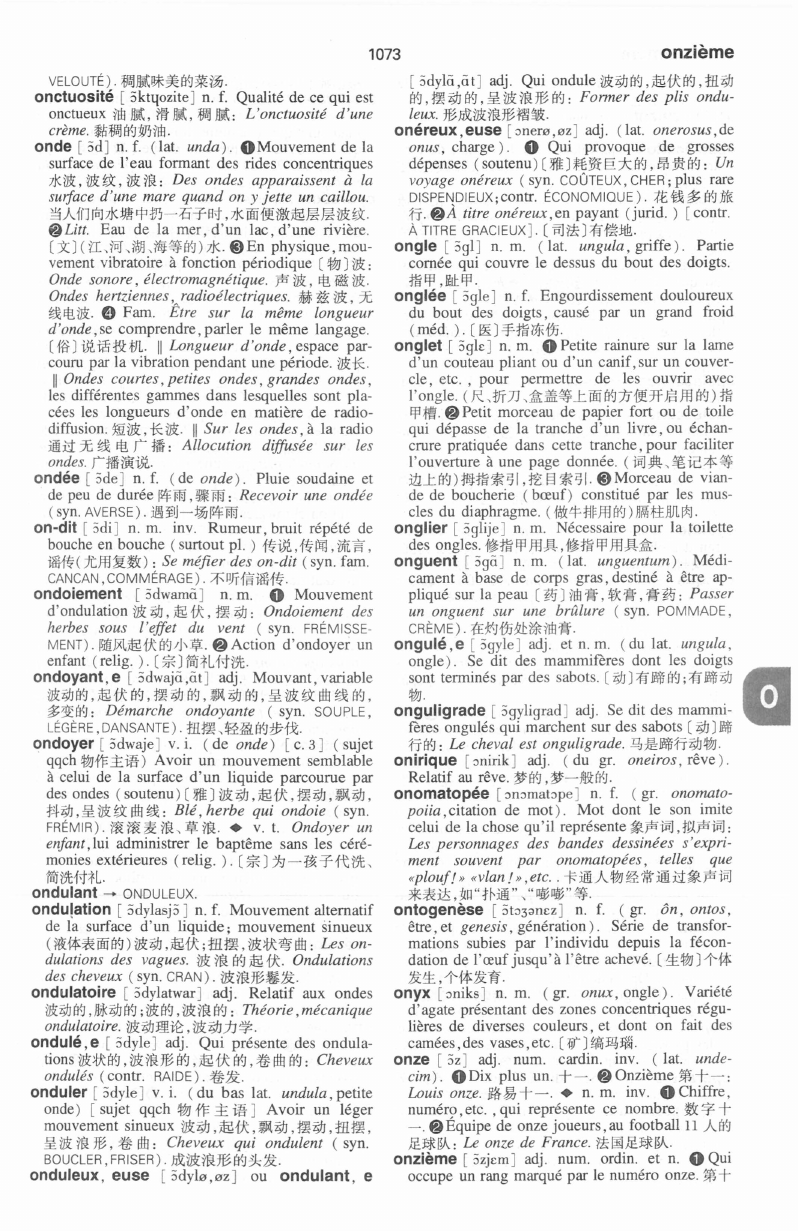 1073
onzième
VELOUTÉ). 稠腻味美的菜汤.
onctuosité [ɔ̃ktɥozite] n. f. Qualité de ce qui est
onctueux 油腻,滑腻,稠腻: L'onctuosité d'une
crème. 黏稠的奶油.
onde [ɔ̃d] n. f. (lat. unda). ❶Mouvement de la
surface de l'eau formant des rides concentriques
水波,波纹,波浪: Des ondes apparaissent à la
surface d'une mare quand on y jette un caillou.
当人们向水塘中扔一石子时,水面便激起层层波纹.
❷Litt. Eau de la mer, d'un lac, d'une rivière.
〔文〕(江、河、湖、海等的)水. ❸En physique, mou-
vement vibratoire à fonction périodique〔物〕波:
Onde sonore, électromagnétique. 声波,电磁波.
Ondes hertziennes, radioélectriques. 赫兹波,无
线电波. ❹ Fam. Être sur la même longueur
d'onde, se comprendre, parler le même langage.
〔俗〕说话投机. ‖ Longueur d'onde, espace par-
couru par la vibration pendant une période. 波长.
‖ Ondes courtes, petites ondes, grandes ondes,
les différentes gammes dans lesquelles sont pla-
cées les longueurs d'onde en matière de radio-
diffusion. 短波,长波. ‖ Sur les ondes, à la radio
通过无线电广播: Allocution diffusée sur les
ondes. 广播演说.
ondée [ɔ̃de] n. f. (de onde). Pluie soudaine et
de peu de durée 阵雨,骤雨: Recevoir une ondée
(syn. AVERSE). 遇到一场阵雨.
on-dit [ɔ̃di] n. m. inv. Rumeur, bruit répété de
bouche en bouche (surtout pl.) 传说,传闻,流言,
谣传(尤用复数): Se méfier des on-dit (syn. fam.
CANCAN, COMMÉRAGE). 不听信谣传.
ondoiement [ɔ̃dwamɑ̃] n. m. ❶ Mouvement
d'ondulation 波动,起伏,摆动: Ondoiement des
herbes sous l'effet du vent (syn. FRÉMISSE-
MENT). 随风起伏的小草. ❷Action d'ondoyer un
enfant (relig.). 〔宗〕简礼付洗.
ondoyant, e [ɔ̃dwajɑ̃,ɑ̃t] adj. Mouvant, variable
波动的,起伏的,摆动的,飘动的,呈波纹曲线的,
多变的: Démarche ondoyante (syn. SOUPLE,
LÉGÈRE, DANSANTE). 扭摆、轻盈的步伐.
ondoyer [ɔ̃dwaje] v. i. (de onde) [c. 3] (sujet
qqch 物作主语) Avoir un mouvement semblable
à celui de la surface d'un liquide parcourue par
des ondes (soutenu)〔雅〕波动,起伏,摆动,飘动,
抖动,呈波纹曲线: Blé, herbe qui ondoie (syn.
FRÉMIR). 滚滚麦浪、草浪. ◆ v. t. Ondoyer un
enfant, lui administrer le baptême sans les céré-
monies extérieures (relig.). 〔宗〕为一孩子代洗、
简洗付礼.
ondulant → ONDULEUX.
ondulation [ɔ̃dylasjɔ̃] n. f. Mouvement alternatif
de la surface d'un liquide; mouvement sinueux
(液体表面的)波动,起伏;扭摆,波状弯曲: Les on-
dulations des vagues. 波浪的起伏. Ondulations
des cheveux (syn. CRAN). 波浪形鬈发.
ondulatoire [ɔ̃dylatwar] adj. Relatif aux ondes
波动的,脉动的;波的,波浪的: Théorie, mécanique
ondulatoire. 波动理论,波动力学.
ondulé, e [ɔ̃dyle] adj. Qui présente des ondula-
tions 波状的,波浪形的,起伏的,卷曲的: Cheveux
ondulés (contr. RAIDE). 卷发.
onduler [ɔ̃dyle] v. i. (du bas lat. undula, petite
onde) [sujet qqch 物作主语] Avoir un léger
mouvement sinueux 波动,起伏,飘动,摆动,扭摆,
呈波浪形,卷曲: Cheveux qui ondulent (syn.
BOUCLER, FRISER). 成波浪形的头发.
onduleux, euse [ɔ̃dylø,øz] ou ondulant, e
[ɔ̃dylɑ̃,ɑ̃t] adj. Qui ondule 波动的,起伏的,扭动
的,摆动的,呈波浪形的: Former des plis ondu-
leux. 形成波浪形褶皱.
onéreux, euse [ɔnerø,øz] adj. (lat. onerosus, de
onus, charge). ❶ Qui provoque de grosses
dépenses (soutenu)〔雅〕耗资巨大的,昂贵的: Un
voyage onéreux (syn. COÛTEUX, CHER; plus rare
DISPENDIEUX; contr. ÉCONOMIQUE). 花钱多的旅
行. ❷À titre onéreux, en payant (jurid.) [contr.
À TITRE GRACIEUX].〔司法〕有偿地.
ongle [ɔ̃gl] n. m. (lat. ungula, griffe). Partie
cornée qui couvre le dessus du bout des doigts.
指甲,趾甲.
onglée [ɔ̃gle] n. f. Engourdissement douloureux
du bout des doigts, causé par un grand froid
(méd.).〔医〕手指冻伤.
onglet [ɔ̃glɛ] n. m. ❶Petite rainure sur la lame
d'un couteau pliant ou d'un canif, sur un couver-
cle, etc., pour permettre de les ouvrir avec
l'ongle. (尺、折刀、盒盖等上面的方便开启用的)指
甲槽. ❷Petit morceau de papier fort ou de toile
qui dépasse de la tranche d'un livre, ou échan-
crure pratiquée dans cette tranche, pour faciliter
l'ouverture à une page donnée. (词典、笔记本等
边上的)拇指索引,挖目索引. ❸Morceau de vian-
de de boucherie (bœuf) constitué par les mus-
cles du diaphragme. (做牛排用的)膈柱肌肉.
onglier [ɔ̃glije] n. m. Nécessaire pour la toilette
des ongles. 修指甲用具,修指甲用具盒.
onguent [ɔ̃gɑ̃] n. m. (lat. unguentum). Médi-
cament à base de corps gras, destiné à être ap-
pliqué sur la peau〔药〕油膏,软膏,膏药: Passer
un onguent sur une brûlure (syn. POMMADE,
CRÈME). 在灼伤处涂油膏.
ongulé, e [ɔ̃gyle] adj. et n. m. (du lat. ungula,
ongle). Se dit des mammifères dont les doigts
sont terminés par des sabots.〔动〕有蹄的;有蹄动
物.
onguligrade [ɔ̃gyligrad] adj. Se dit des mammi-
fères ongulés qui marchent sur des sabots〔动〕蹄
行的: Le cheval est onguligrade. 马是蹄行动物.
onirique [ɔnirik] adj. (du gr. oneiros, rêve).
Relatif au rêve. 梦的,梦一般的.
onomatopée [ɔnɔmatɔpe] n. f. (gr. onomato-
poiia, citation de mot). Mot dont le son imite
celui de la chose qu'il représente 象声词,拟声词:
Les personnages des bandes dessinées s'expri-
ment souvent par onomatopées, telles que
«plouf!» «vlan!», etc.. 卡通人物经常通过象声词
来表达,如“扑通”、“嘭嘭”等.
ontogenèse [ɔ̃tɔʒənɛz] n. f. (gr. ôn, ontos,
être, et genesis, génération). Série de transfor-
mations subies par l'individu depuis la fécon-
dation de l'œuf jusqu'à l'être achevé.〔生物〕个体
发生,个体发育.
onyx [ɔniks] n. m. (gr. onux, ongle). Variété
d'agate présentant des zones concentriques régu-
lières de diverses couleurs, et dont on fait des
camées, des vases, etc.〔矿〕缟玛瑙.
onze [ɔ̃z] adj. num. cardin. inv. (lat. unde-
cim). ❶Dix plus un. 十一. ❷Onzième 第十一:
Louis onze. 路易十一. ◆ n. m. inv. ❶Chiffre,
numéro, etc., qui représente ce nombre. 数字十
一. ❷Équipe de onze joueurs, au football 11人的
足球队: Le onze de France. 法国足球队.
onzième [ɔ̃zjɛm] adj. num. ordin. et n. ❶ Qui
occupe un rang marqué par le numéro onze. 第十
O